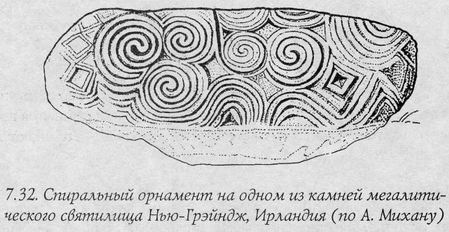 7.32. Спиральный орнамент на одном из камней мегалити-
ческого святилища Нью-Грэйндж, Ирландия (по А. Михану)